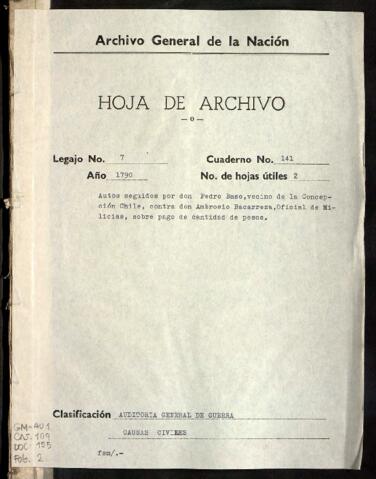 Archivo General de la Nación
HOJA DE ARCHIVO
—o—
Legajo No. 7 Cuaderno No. 141
Año 1790 No. de hojas útiles 2
Autos seguidos por don Pedro Baso,vecino de la Concep-
ción Chile, contra don Ambrosio Bacarreza,Oficial de Mi-
licias, sobre pago de cantidad de pesos.
Clasificación AUDITORIA GENERAL DE GUERRA
CAUSAS CIVILES
fsm/.-
GM-AU1
CAJ. 109
DOC. 155
FOL. 2